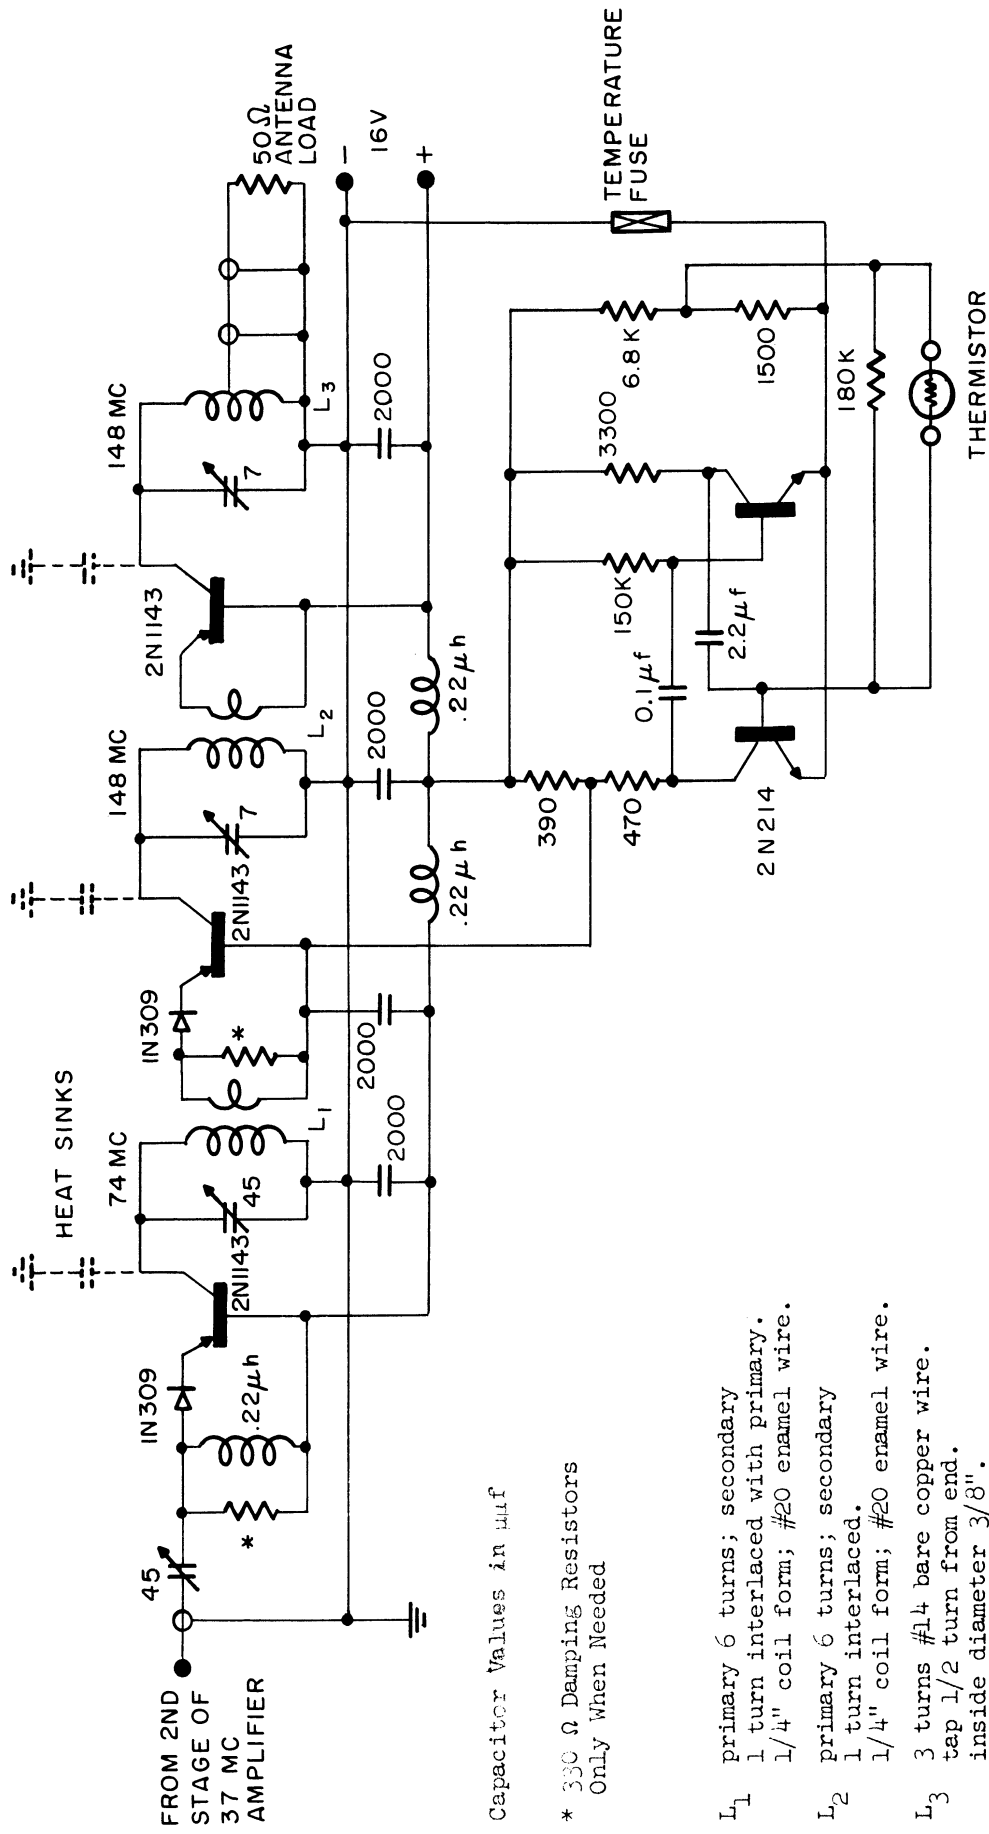 HEAT SINKS
FROM 2ND
STAGE OF
37 MC
AMPLIFIER
45
*
1N309
.22μh
2N1143
74 MC
45
L1
2000
1N309
*
2000
2N1143
148 MC
7
L2
2000
.22μh
2N1143
148 MC
7
L3
2000
.22μh
50Ω
ANTENNA
LOAD
-
16V
+
390
470
2N214
0.1μf
2.2μf
150K
3300
6.8K
1500
180K
TEMPERATURE
FUSE
THERMISTOR
Capacitor Values in μμf
* 330 Ω Damping Resistors
Only When Needed
L1 primary 6 turns; secondary
1 turn interlaced with primary.
1/4" coil form; #20 enamel wire.
L2 primary 6 turns; secondary
1 turn interlaced.
1/4" coil form; #20 enamel wire.
L3 3 turns #14 bare copper wire.
tap 1/2 turn from end.
inside diameter 3/8".